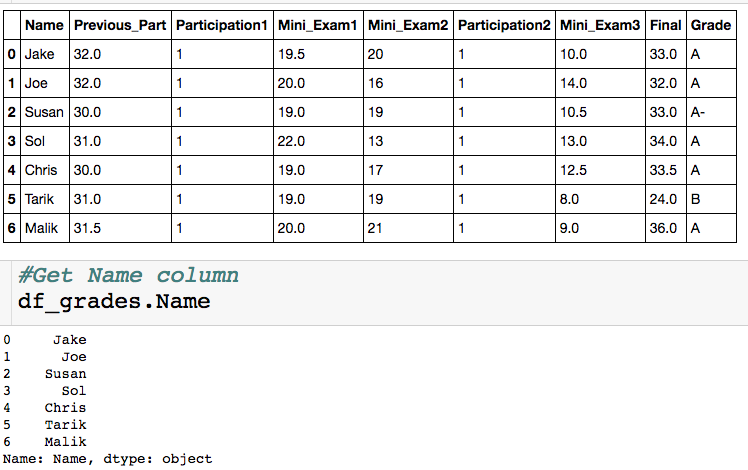 Name Previous_Part Participation1 Mini_Exam1 Mini_Exam2 Participation2 Mini_Exam3 Final Grade
0 Jake 32.0 1 19.5 20 1 10.0 33.0 A
1 Joe 32.0 1 20.0 16 1 14.0 32.0 A
2 Susan 30.0 1 19.0 19 1 10.5 33.0 A-
3 Sol 31.0 1 22.0 13 1 13.0 34.0 A
4 Chris 30.0 1 19.0 17 1 12.5 33.5 A
5 Tarik 31.0 1 19.0 19 1 8.0 24.0 B
6 Malik 31.5 1 20.0 21 1 9.0 36.0 A
#Get Name column
df_grades.Name
0 Jake
1 Joe
2 Susan
3 Sol
4 Chris
5 Tarik
6 Malik
Name: Name, dtype: object